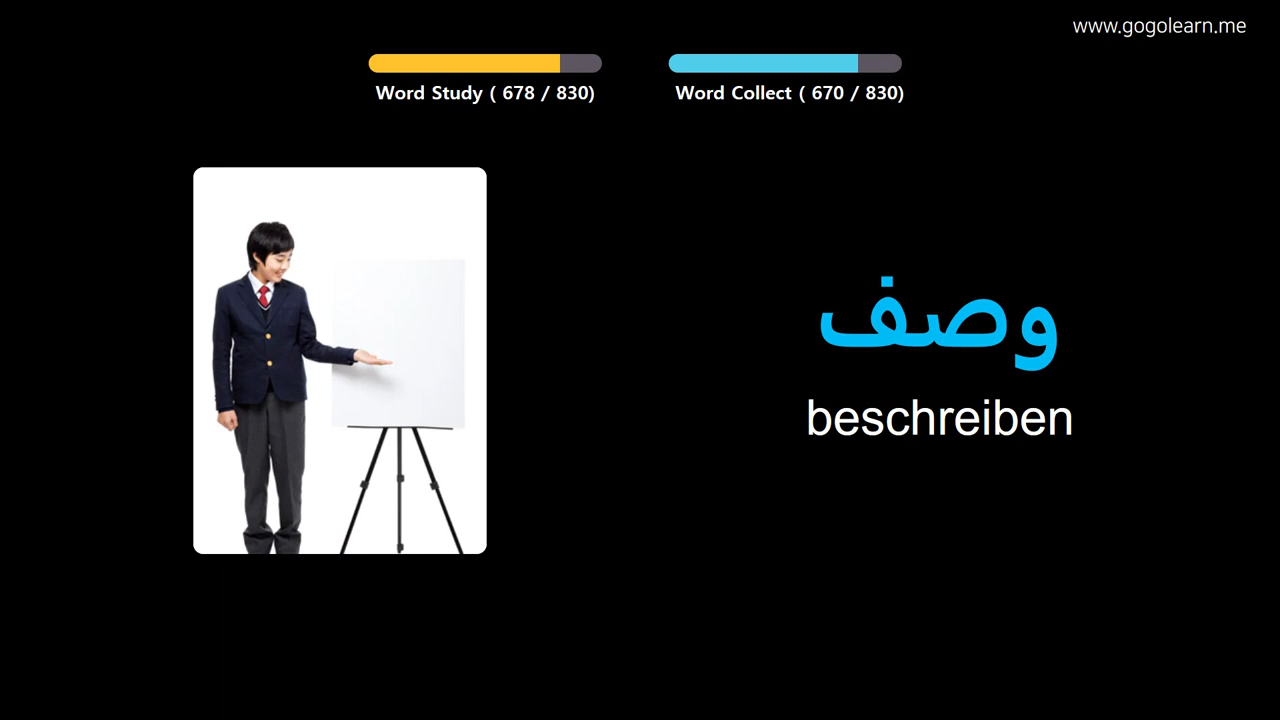 www.gogolearn.me
Word Study ( 678 / 830)
Word Collect ( 670 / 830)
وصف
beschreiben